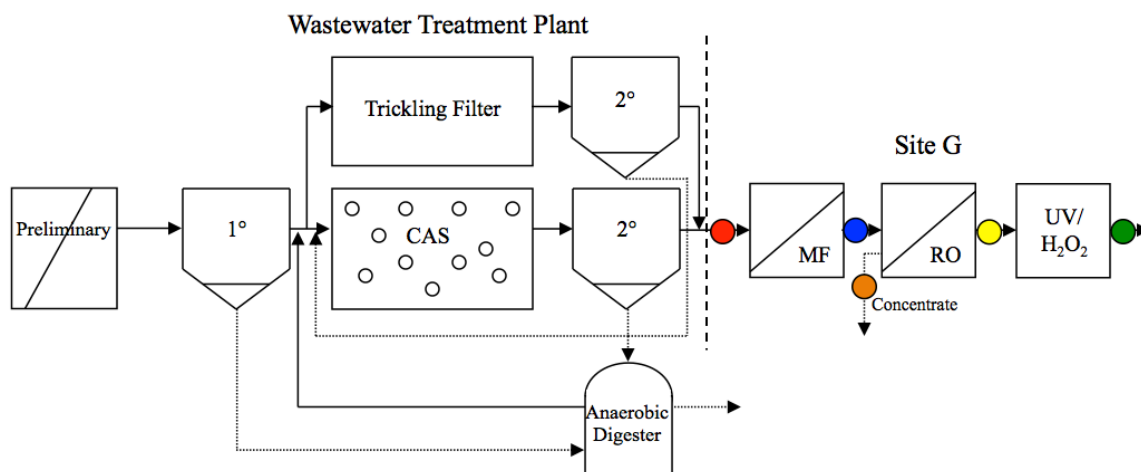 Wastewater Treatment Plant
Trickling Filter
2°
Site G
Preliminary
1°
CAS
2°
MF
RO
UV/
H₂O₂
Concentrate
Anaerobic
Digester